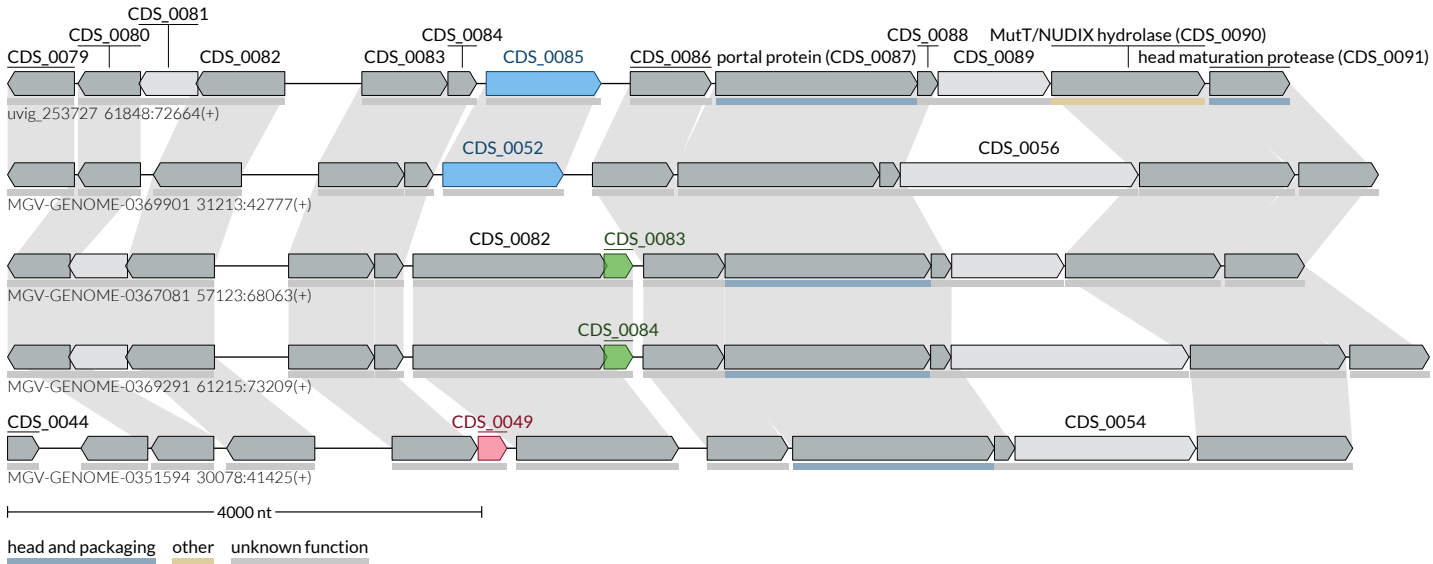 CDS_0081
CDS_0080 CDS_0084 CDS_0088 MutT/NUDIX hydrolase (CDS_0090)
CDS_0079 CDS_0082 CDS_0083 CDS_0085 CDS_0086 portal protein (CDS_0087) CDS_0089 head maturation protease (CDS_0091)
uvig_253727 61848:72664(+)
CDS_0052 CDS_0056
MGV-GENOME-0369901 31213:42777(+)
CDS_0082 CDS_0083
MGV-GENOME-0367081 57123:68063(+)
CDS_0084
MGV-GENOME-0369291 61215:73209(+)
CDS_0044 CDS_0049 CDS_0054
MGV-GENOME-0351594 30078:41425(+)
4000 nt
head and packaging other unknown function